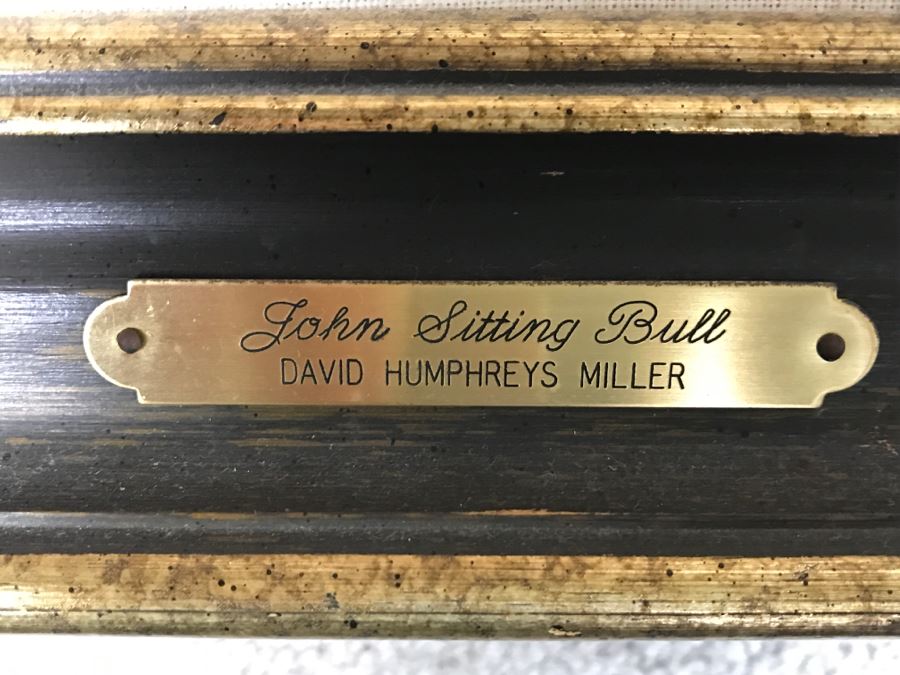 John Sitting Bull
DAVID HUMPHREYS MILLER